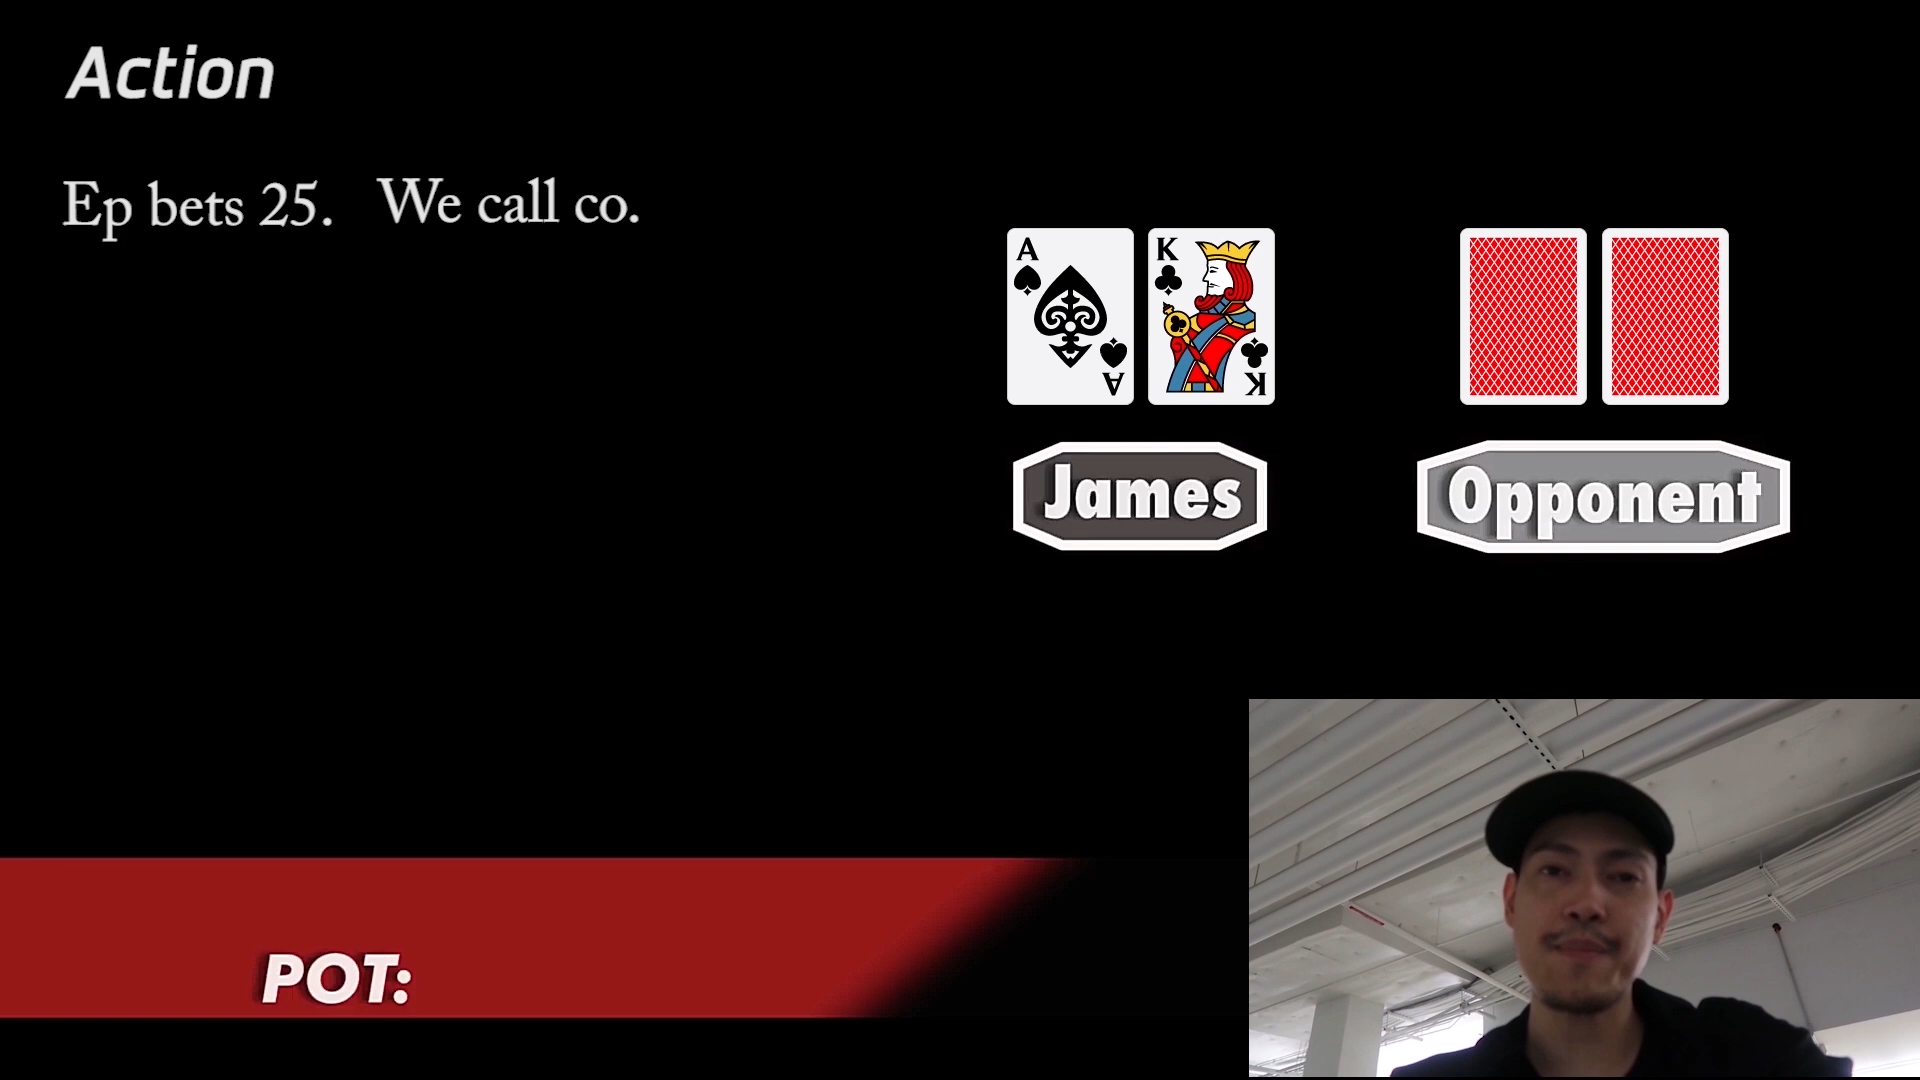 Action
Ep bets 25. We call co.
A K
A K
James Opponent
POT: